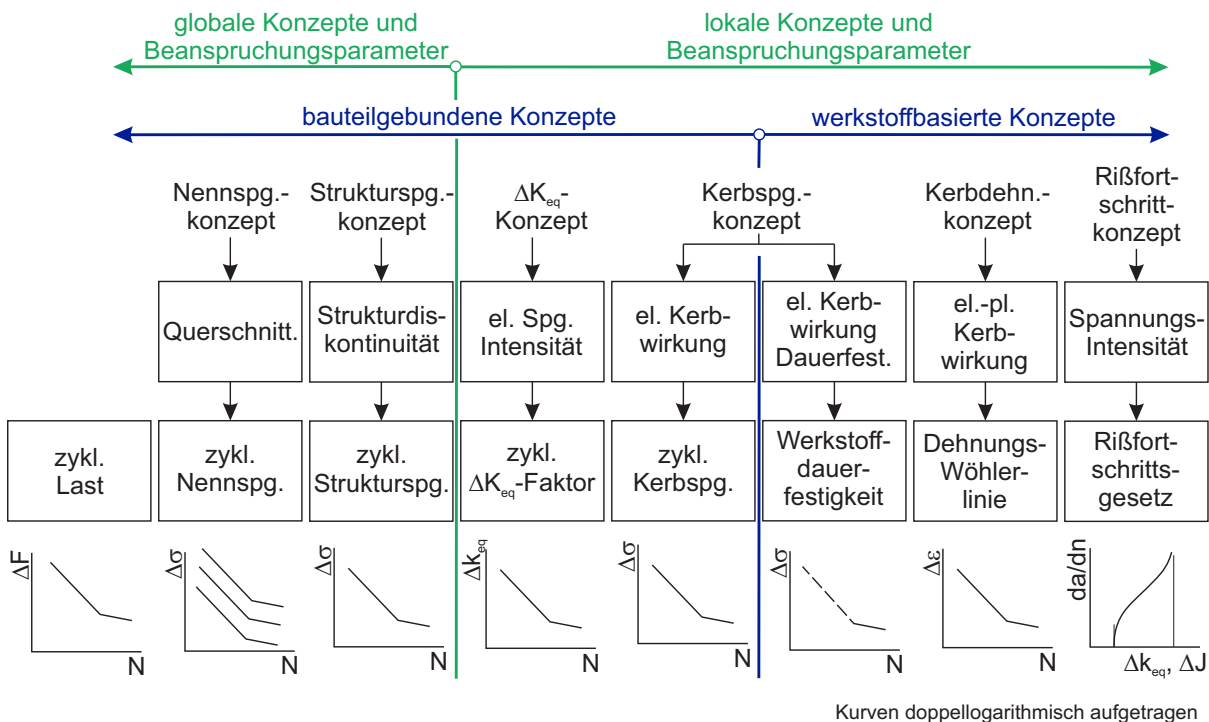 globale Konzepte und
Beanspruchungsparameter
lokale Konzepte und
Beanspruchungsparameter
bauteilgebundene Konzepte
werkstoffbasierte Konzepte
Nennspg.-
konzept
Strukturspg.-
konzept
ΔKeq-
Konzept
Kerbspg.-
konzept
Kerbdehn.-
konzept
Rißfort-
schritt-
konzept
Querschnitt.
Strukturdis-
kontinuität
el. Spg.
Intensität
el. Kerb-
wirkung
el. Kerb-
wirkung
Dauerfest.
el.-pl.
Kerb-
wirkung
Spannungs-
Intensität
zykl.
Last
zykl.
Nennspg.
zykl.
Strukturspg.
zykl.
ΔKeq-Faktor
zykl.
Kerbspg.
Werkstoff-
dauer-
festigkeit
Dehnungs-
Wöhler-
linie
Rißfort-
schritts-
gesetz
ΔF
N
Δσ
N
Δσ
N
Δkeq
N
Δσ
N
Δσ
N
Δε
N
da/dn
Δkeq, ΔJ
Kurven doppellogarithmisch aufgetragen